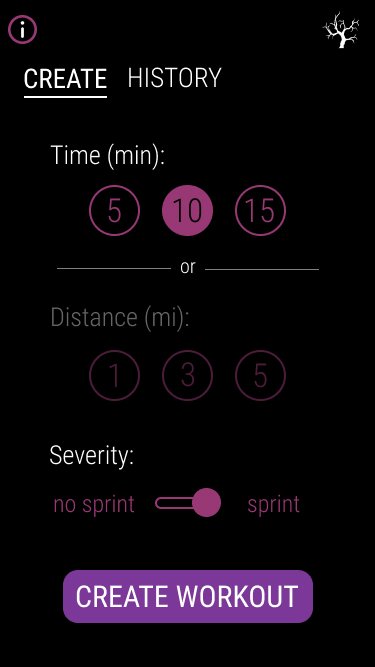 i
CREATE HISTORY
Time (min):
5 10 15
or
Distance (mi):
1 3 5
Severity:
no sprint sprint
CREATE WORKOUT